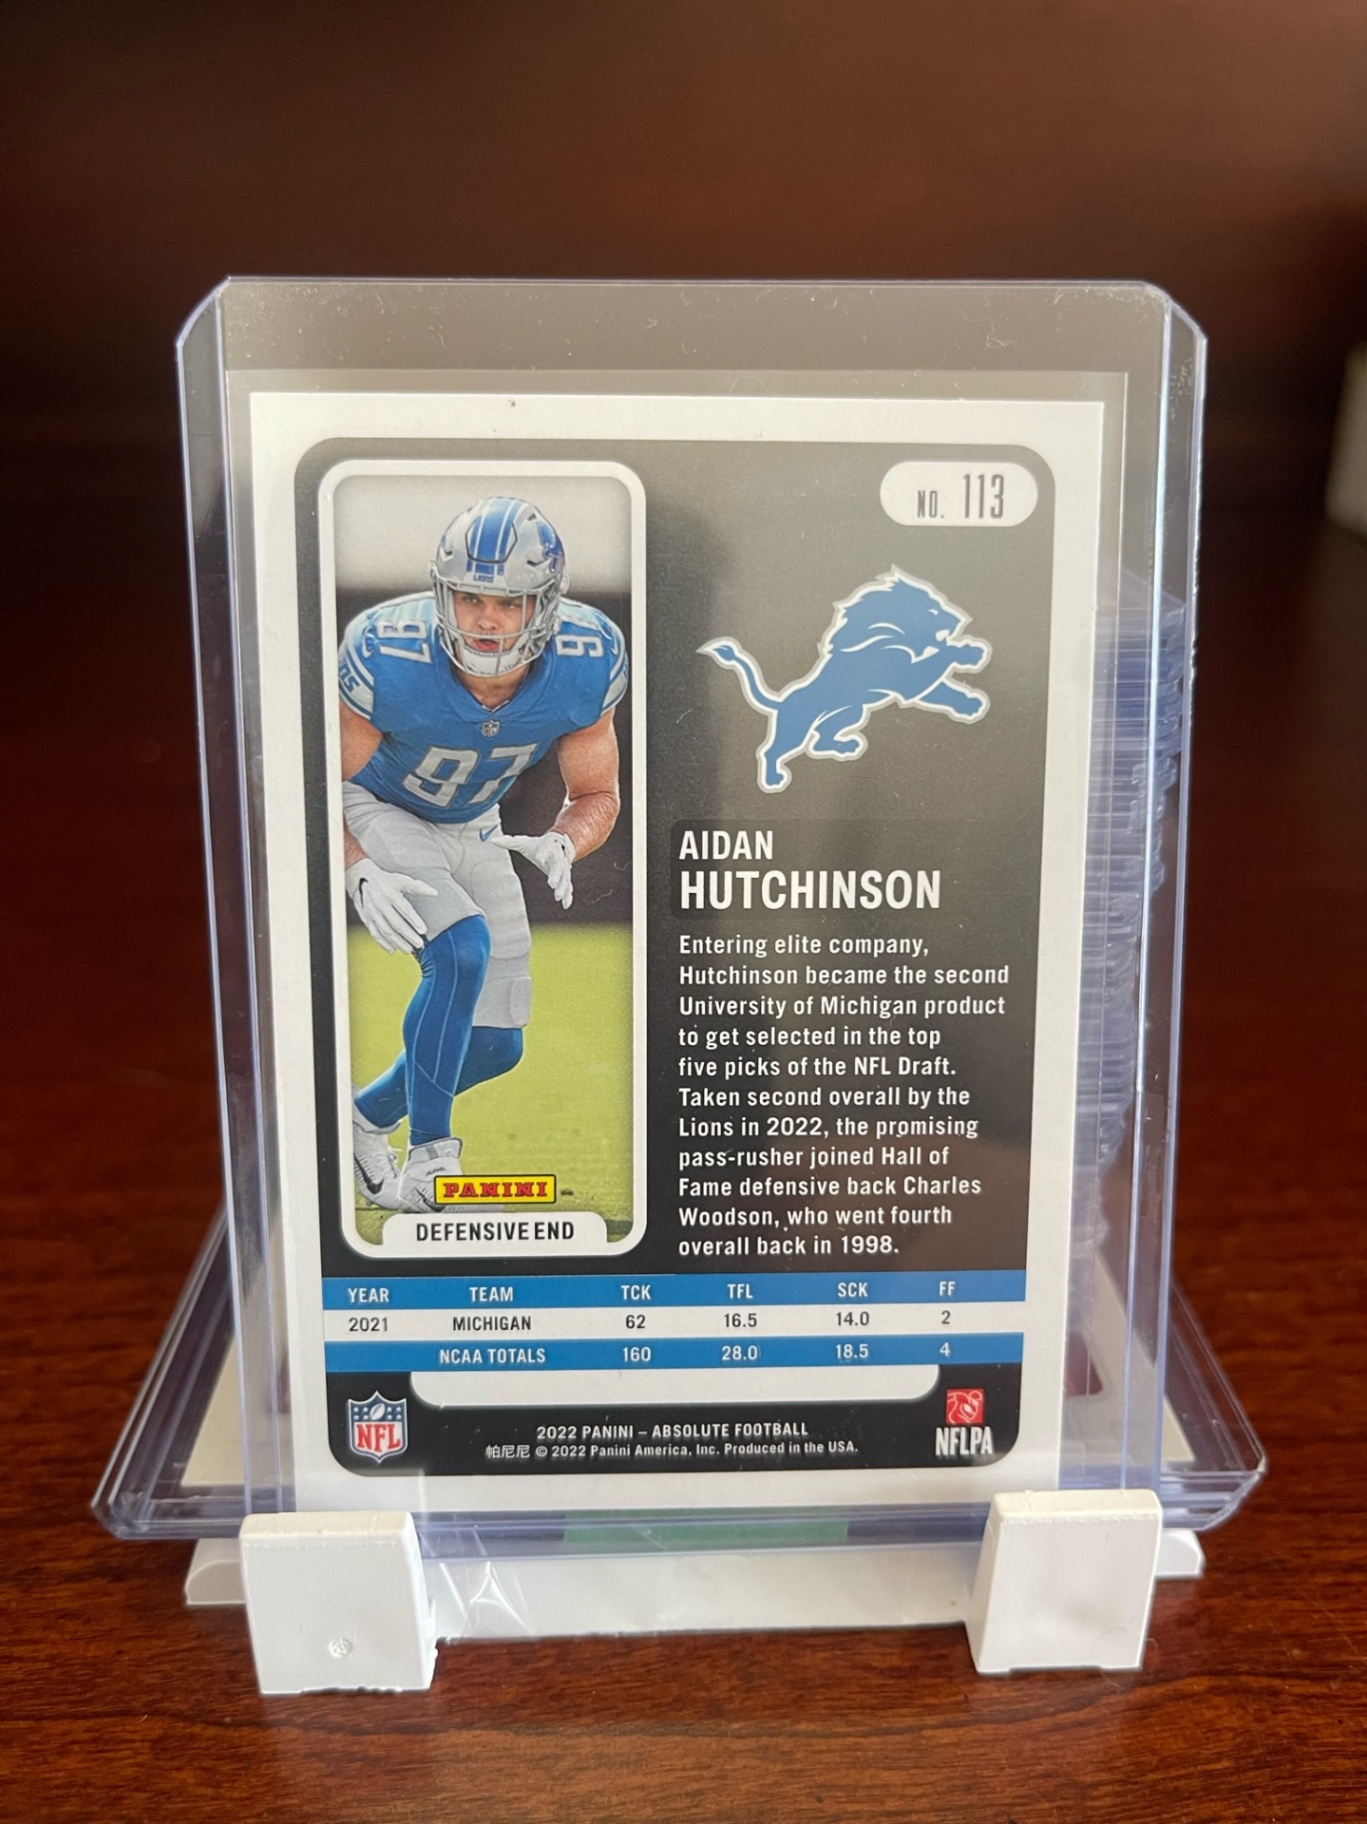 NO. 113
LIONS
97
97
97
PANINI
DEFENSIVE END
AIDAN
HUTCHINSON
Entering elite company,
Hutchinson became the second
University of Michigan product
to get selected in the top
five picks of the NFL Draft.
Taken second overall by the
Lions in 2022, the promising
pass-rusher joined Hall of
Fame defensive back Charles
Woodson, who went fourth
overall back in 1998.
YEAR TEAM TCK TFL SCK FF
2021 MICHIGAN 62 16.5 14.0 2
NCAA TOTALS 160 28.0 18.5 4
NFL
2022 PANINI – ABSOLUTE FOOTBALL
帕尼尼 © 2022 Panini America, Inc. Produced in the USA.
NFLPA